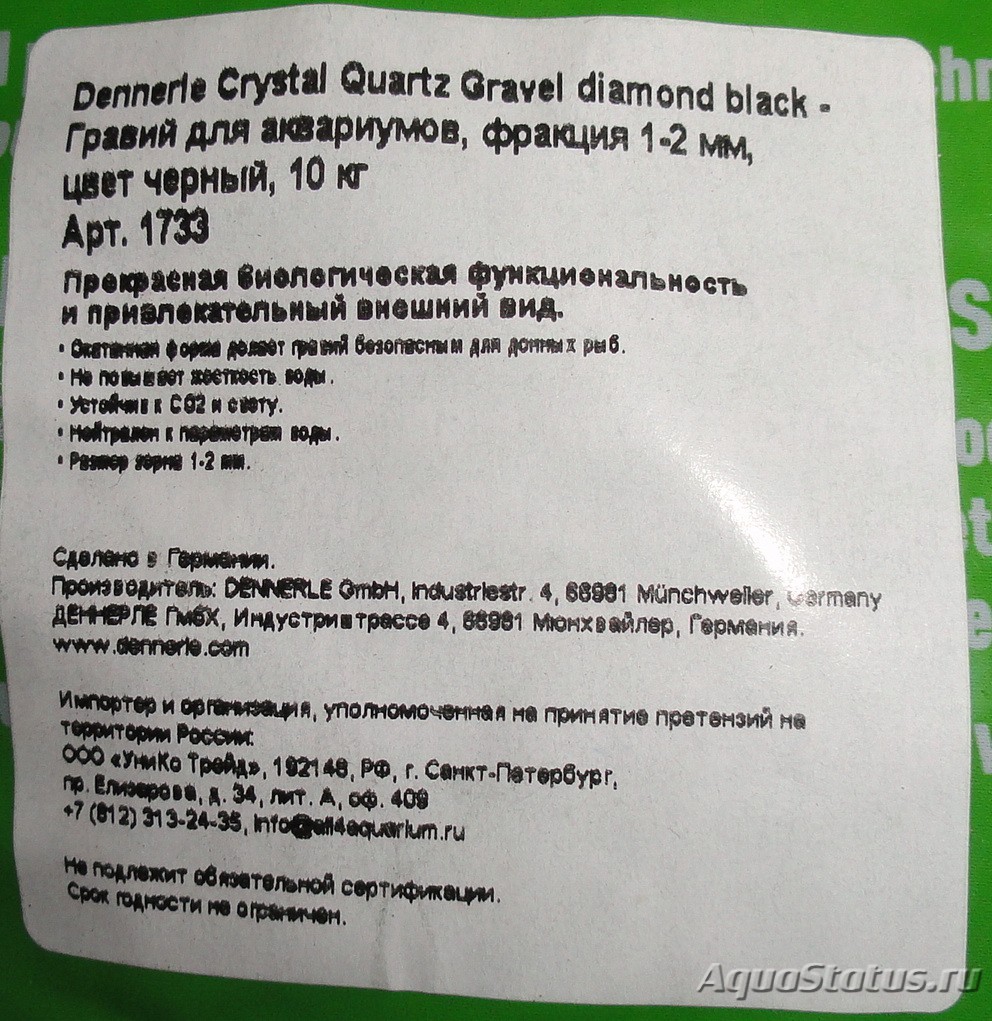 Dennerle Crystal Quartz Gravel diamond black -
Гравий для аквариумов, фракция 1-2 мм,
цвет черный, 10 кг
Арт. 1733
Прекрасная биологическая функциональность
и привлекательный внешний вид.
• Окатанная форма делает гравий безопасным для донных рыб.
• Не повышает жесткость воды.
• Устойчив к CO2 и свету.
• Нейтрален к параметрам воды.
• Размер зерна 1-2 мм.
Сделано в Германии.
Производитель: DENNERLE GmbH, Industriestr. 4, 66981 Münchweiler, Germany
ДЕННЕРЛЕ ГмбХ, Индустриштрассе 4, 66981 Мюнхвайлер, Германия.
www.dennerle.com
Импортер и организация, уполномоченная на принятие претензий на
территории России:
ООО «УниКо Трейд», 192148, РФ, г. Санкт-Петербург,
пр. Елизарова, д. 34, лит. А, оф. 409
+7 (812) 313-24-35, info@all4aquarium.ru
Не подлежит обязательной сертификации.
Срок годности не ограничен.
AquaStatus.ru